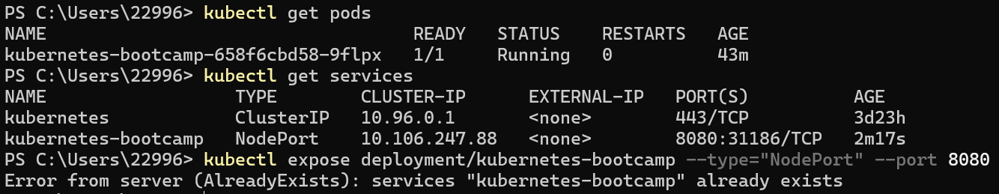 PS C:\Users\22996> kubectl get pods
NAME READY STATUS RESTARTS AGE
kubernetes-bootcamp-658f6cbd58-9flpx 1/1 Running 0 43m
PS C:\Users\22996> kubectl get services
NAME TYPE CLUSTER-IP EXTERNAL-IP PORT(S) AGE
kubernetes ClusterIP 10.96.0.1 <none> 443/TCP 3d23h
kubernetes-bootcamp NodePort 10.106.247.88 <none> 8080:31186/TCP 2m17s
PS C:\Users\22996> kubectl expose deployment/kubernetes-bootcamp --type="NodePort" --port 8080
Error from server (AlreadyExists): services "kubernetes-bootcamp" already exists